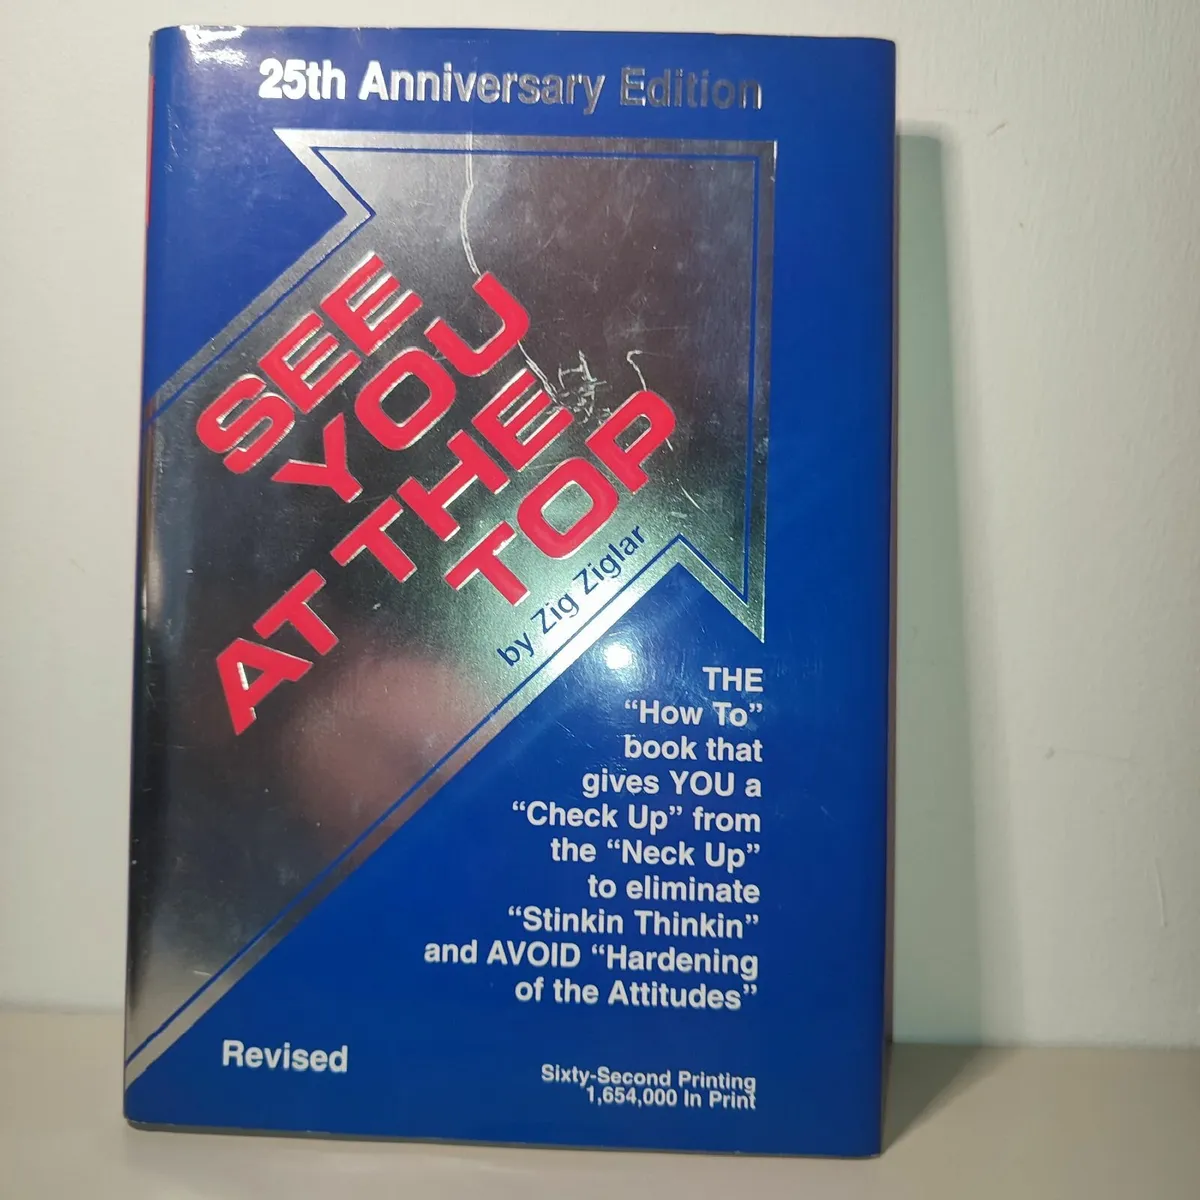 25th Anniversary Edition
SEE
YOU
AT THE
TOP
by Zig Ziglar
THE
“How To”
book that
gives YOU a
“Check Up” from
the “Neck Up”
to eliminate
“Stinkin Thinkin”
and AVOID “Hardening
of the Attitudes”
Revised
Sixty-Second Printing
1,654,000 In Print